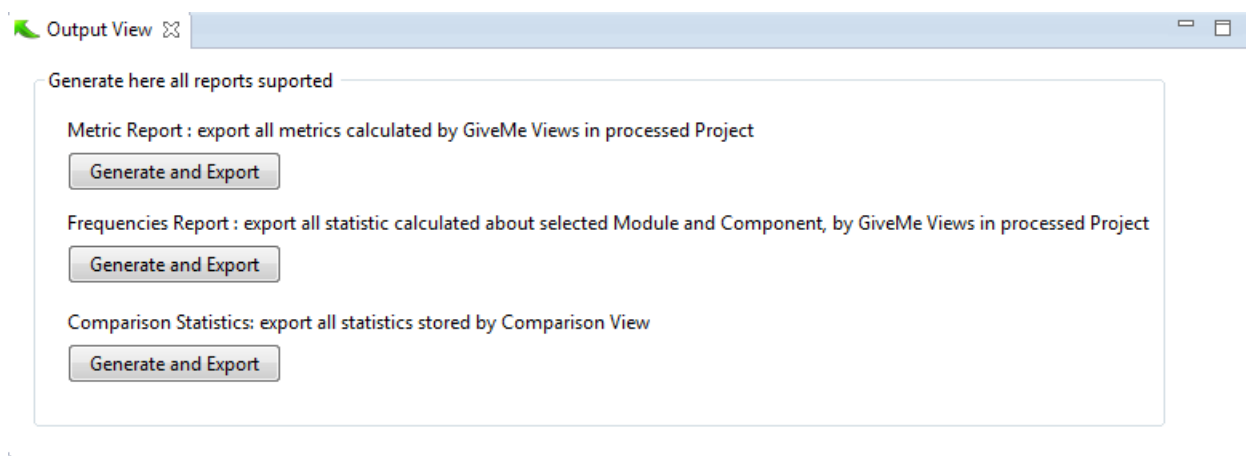 Output View
Generate here all reports suported
Metric Report : export all metrics calculated by GiveMe Views in processed Project
Generate and Export
Frequencies Report : export all statistic calculated about selected Module and Component, by GiveMe Views in processed Project
Generate and Export
Comparison Statistics: export all statistics stored by Comparison View
Generate and Export